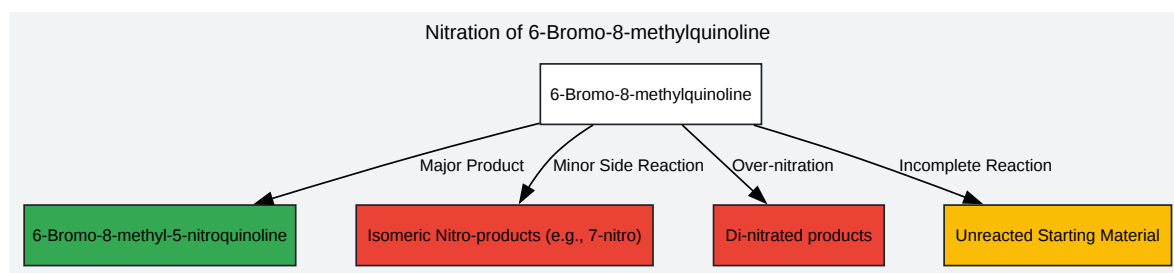 Nitration of 6-Bromo-8-methylquinoline
6-Bromo-8-methylquinoline
Major Product
Minor Side Reaction
Over-nitration
Incomplete Reaction
6-Bromo-8-methyl-5-nitroquinoline
Isomeric Nitro-products (e.g., 7-nitro)
Di-nitrated products
Unreacted Starting Material